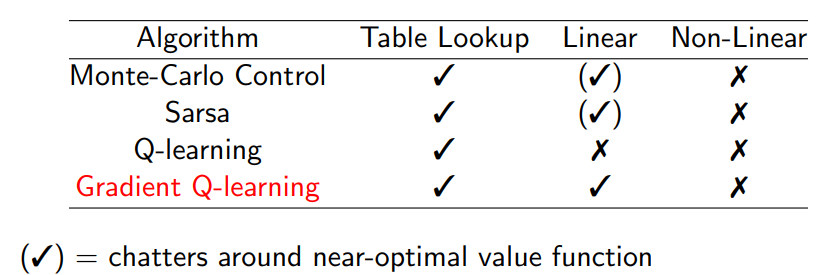 Algorithm Table Lookup Linear Non-Linear
Monte-Carlo Control ✓ (✓) ✗
Sarsa ✓ (✓) ✗
Q-learning ✓ ✗ ✗
Gradient Q-learning ✓ ✓ ✗
(✓) = chatters around near-optimal value function